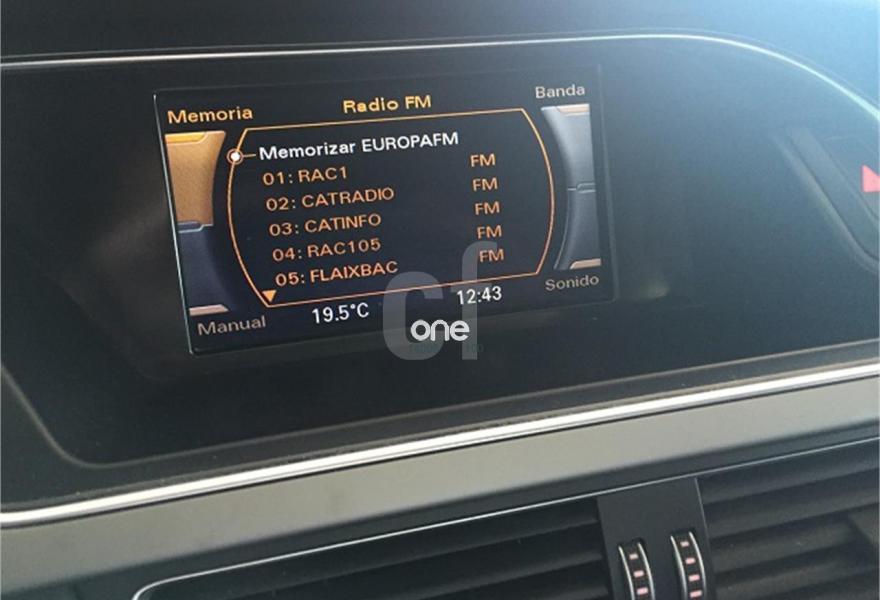 Memoria
Radio FM
Banda
Memorizar EUROPAFM
01: RAC1 FM
02: CATRADIO FM
03: CATINFO FM
04: RAC105 FM
05: FLAIXBAC FM
Manual
19.5°C
12:43
Sonido
cf
one